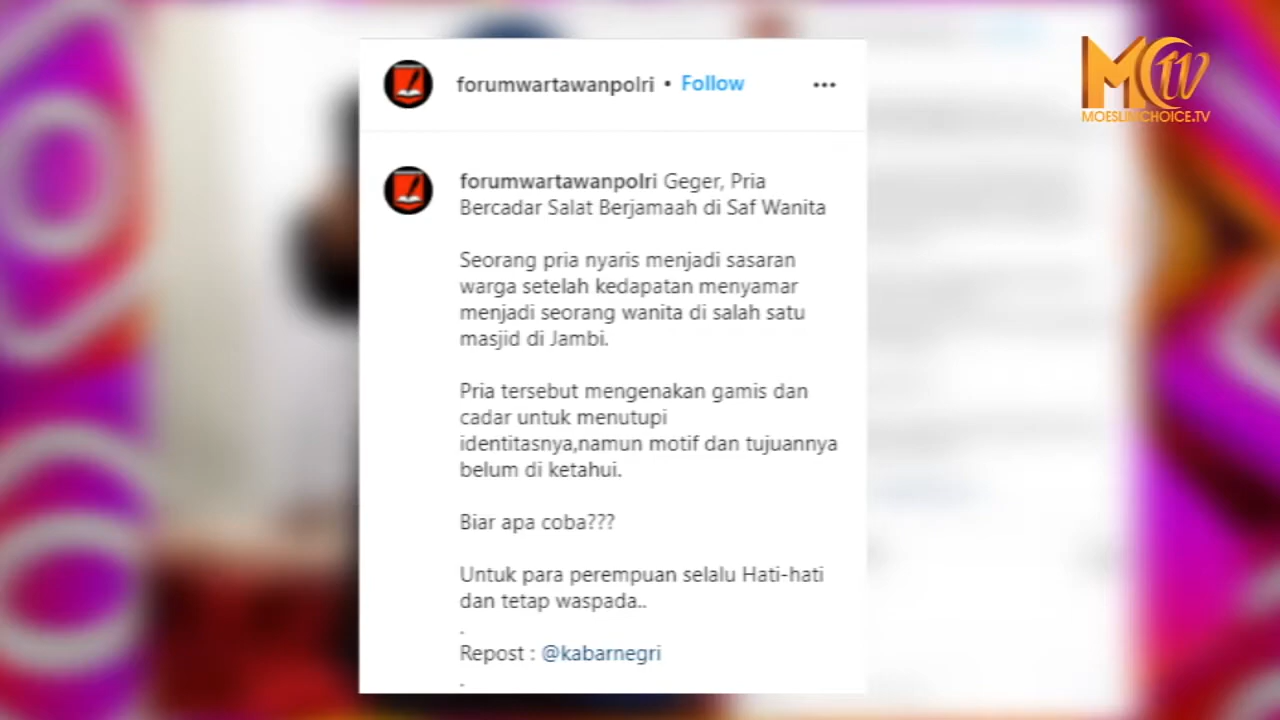 MC tv
MOESLIMCHOICE.TV
forumwartawanpolri • Follow ...
forumwartawanpolri Geger, Pria
Bercadar Salat Berjamaah di Saf Wanita
Seorang pria nyaris menjadi sasaran
warga setelah kedapatan menyamar
menjadi seorang wanita di salah satu
masjid di Jambi.
Pria tersebut mengenakan gamis dan
cadar untuk menutupi
identitasnya,namun motif dan tujuannya
belum di ketahui.
Biar apa coba???
Untuk para perempuan selalu Hati-hati
dan tetap waspada..
.
Repost : @kabarnegri
.